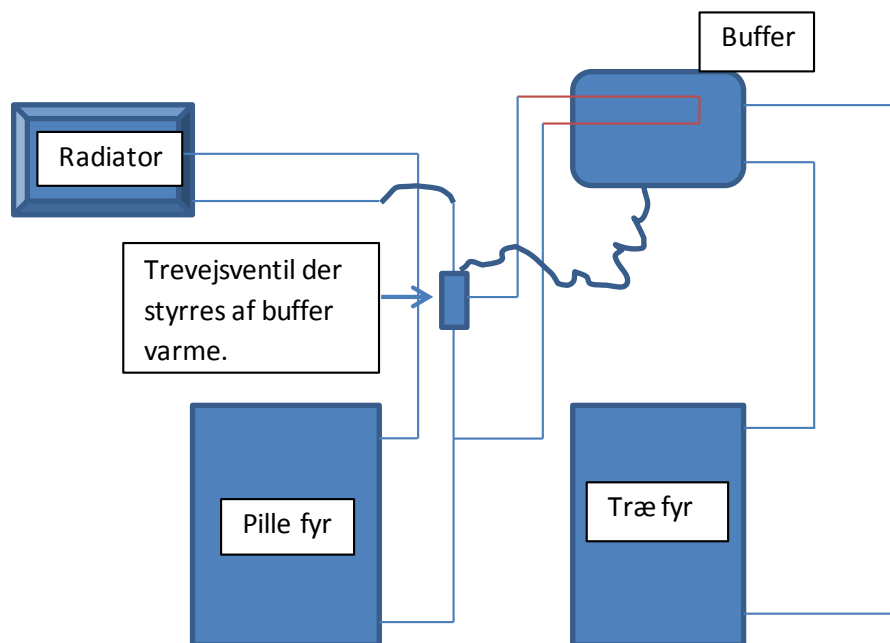 Buffer
Radiator
Trevejsventil der
styrres af buffer
varme.
Pille fyr
Træ fyr